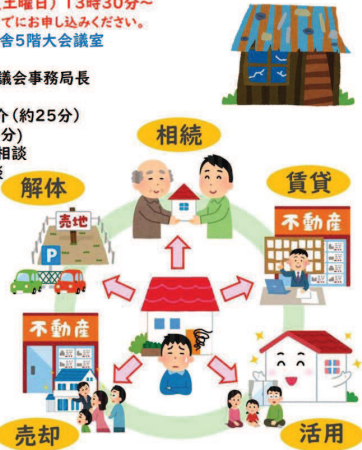 土曜日）13時30分～
でにお申し込みください。
舎5階大会議室
議会事務局長
介（約25分）
分）
相談
相続
解体
賃貸
売地
P
不動産
不動産
売却
活用